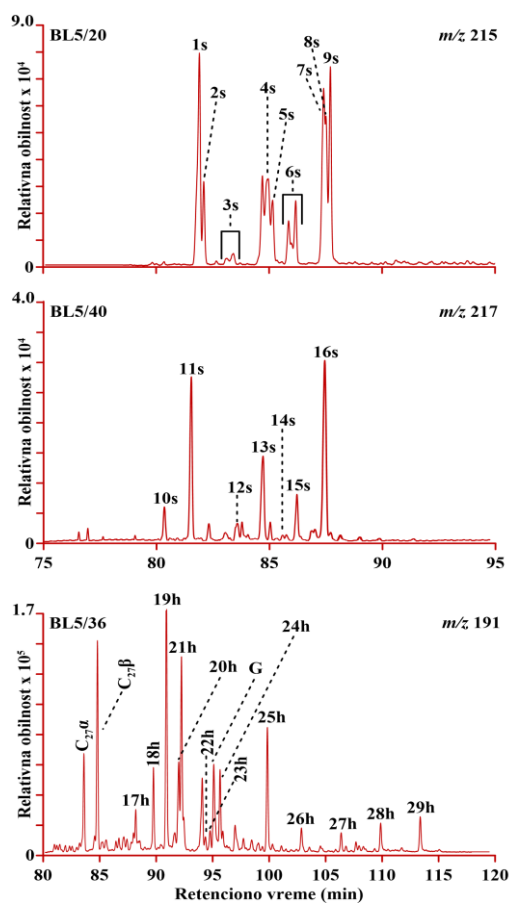 BL5/20
m/z 215
9.0
0
Relativna obilnost x 10⁴
1s
2s
3s
4s
5s
6s
7s
8s
9s
BL5/40
m/z 217
4.0
0
Relativna obilnost x 10⁴
10s
11s
12s
13s
14s
15s
16s
75 80 85 90 95
BL5/36
m/z 191
1.7
0
Relativna obilnost x 10⁵
C₂₇α
C₂₇β
17h
18h
19h
21h
20h
22h
G
23h
24h
25h
26h
27h
28h
29h
80 85 90 95 100 105 110 115 120
Retenciono vreme (min)